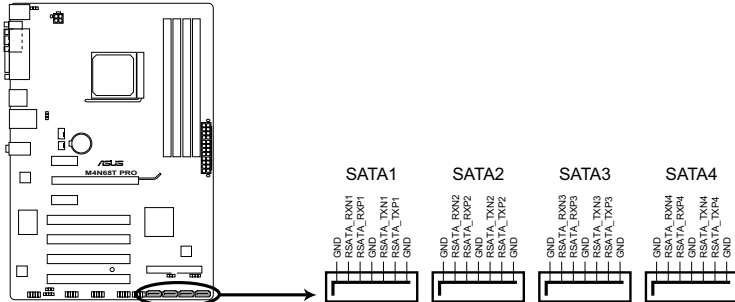 ASUS
M4N68T PRO
SATA1
GND
RSATA_RXN1
RSATA_RXP1
GND
RSATA_TXN1
RSATA_TXP1
GND
SATA2
GND
RSATA_RXN2
RSATA_RXP2
GND
RSATA_TXN2
RSATA_TXP2
GND
SATA3
GND
RSATA_RXN3
RSATA_RXP3
GND
RSATA_TXN3
RSATA_TXP3
GND
SATA4
GND
RSATA_RXN4
RSATA_RXP4
GND
RSATA_TXN4
RSATA_TXP4
GND